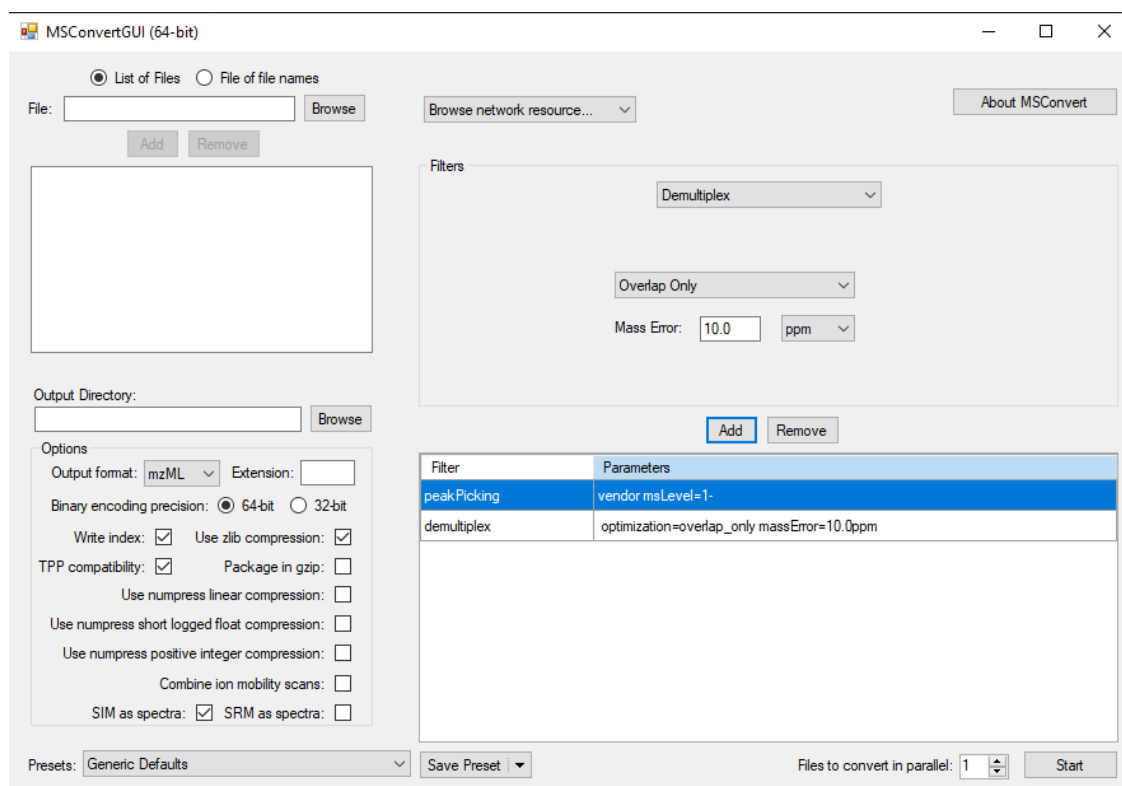 MSConvertGUI (64-bit)
List of Files File of file names
File: Browse
Add Remove
Browse network resource...
About MSConvert
Filters
Demultiplex
Overlap Only
Mass Error: 10.0 ppm
Output Directory:
Browse
Add Remove
Options
Output format: mzML Extension:
Binary encoding precision: 64-bit 32-bit
Write index: Use zlib compression:
TPP compatibility: Package in gzip:
Use numpress linear compression:
Use numpress short logged float compression:
Use numpress positive integer compression:
Combine ion mobility scans:
SIM as spectra: SRM as spectra:
Filter Parameters
peakPicking vendor msLevel=1-
demultiplex optimization=overlap_only massError=10.0ppm
Presets: Generic Defaults Save Preset Files to convert in parallel: 1 Start